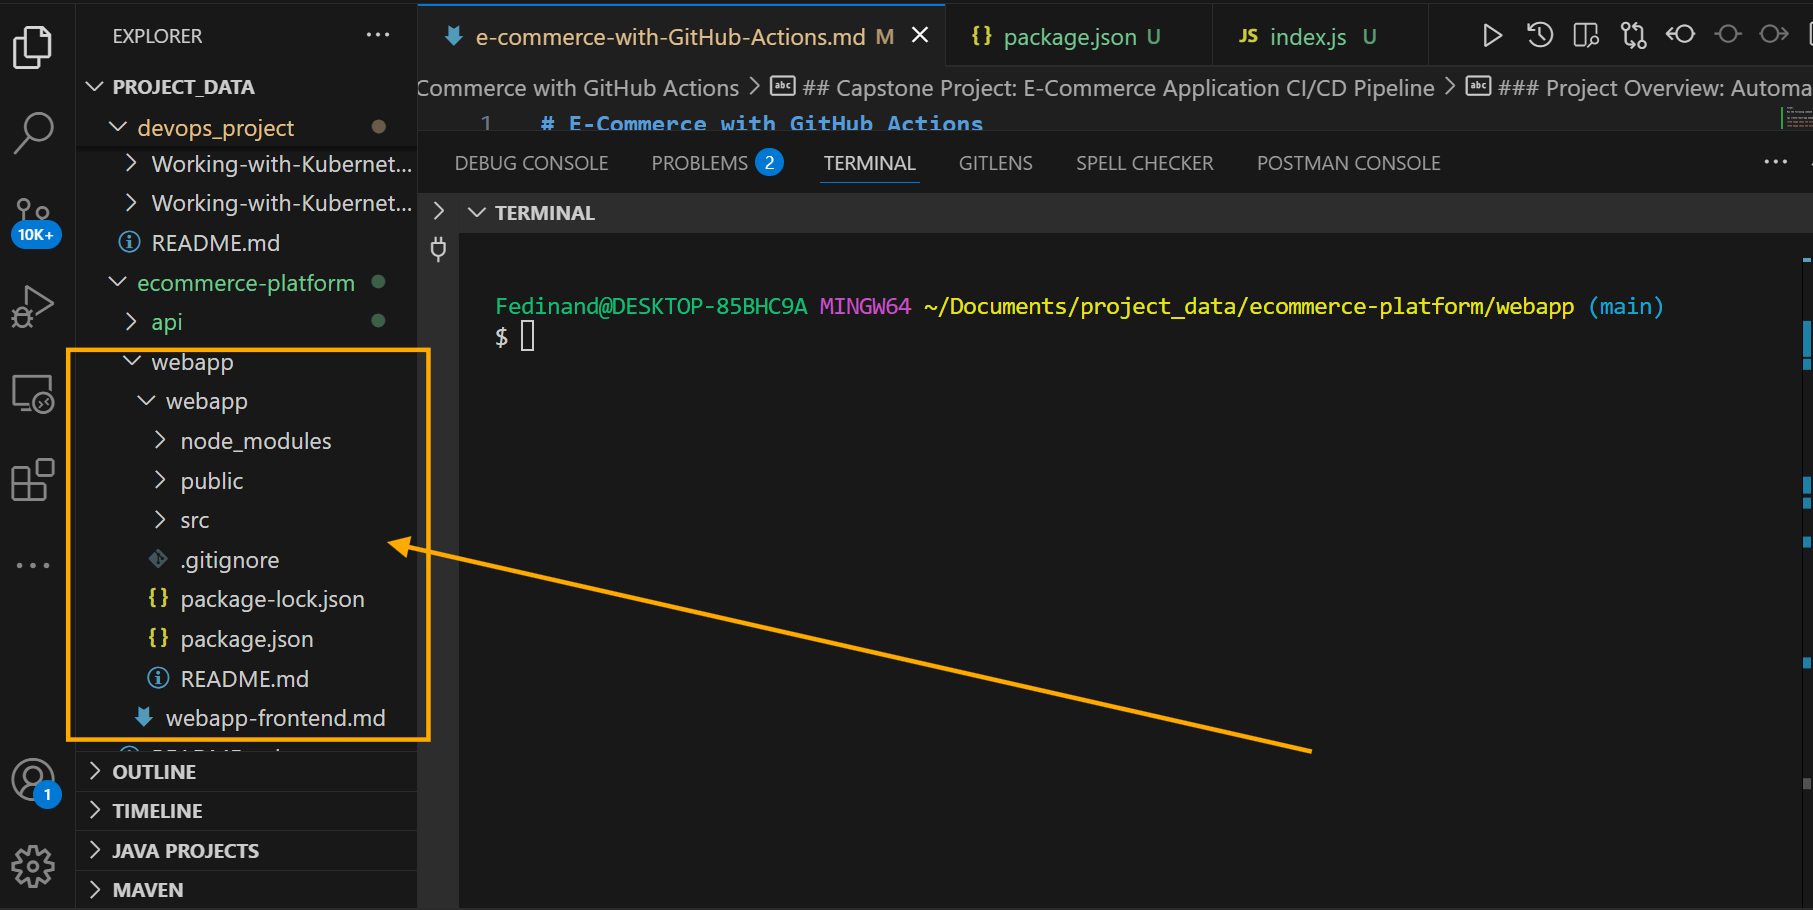 EXPLORER
PROJECT_DATA
devops_project
Working-with-Kubernet...
Working-with-Kubernet...
README.md
ecommerce-platform
api
webapp
webapp
node_modules
public
src
.gitignore
package-lock.json
package.json
README.md
webapp-frontend.md
OUTLINE
TIMELINE
JAVA PROJECTS
MAVEN
10K+
1
e-commerce-with-GitHub-Actions.md M
package.json U
JS index.js U
Commerce with GitHub Actions > abc ## Capstone Project: E-Commerce Application CI/CD Pipeline > abc ### Project Overview: Automa
1 # E-Commerce with GitHub Actions
DEBUG CONSOLE PROBLEMS 2 TERMINAL GITLENS SPELL CHECKER POSTMAN CONSOLE
TERMINAL
Fedinand@DESKTOP-85BHC9A MINGW64 ~/Documents/project_data/ecommerce-platform/webapp (main)
$